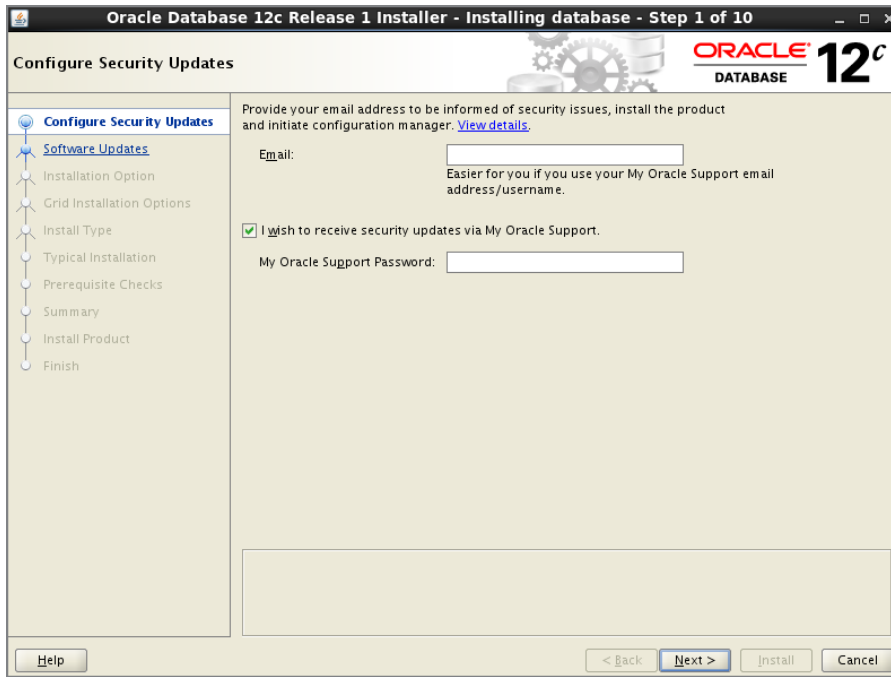 Oracle Database 12c Release 1 Installer - Installing database - Step 1 of 10
Configure Security Updates
ORACLE
DATABASE
12c
Configure Security Updates
Software Updates
Installation Option
Grid Installation Options
Install Type
Typical Installation
Prerequisite Checks
Summary
Install Product
Finish
Provide your email address to be informed of security issues, install the product
and initiate configuration manager. View details.
Email:
Easier for you if you use your My Oracle Support email
address/username.
I wish to receive security updates via My Oracle Support.
My Oracle Support Password:
Help
< Back
Next >
Install
Cancel